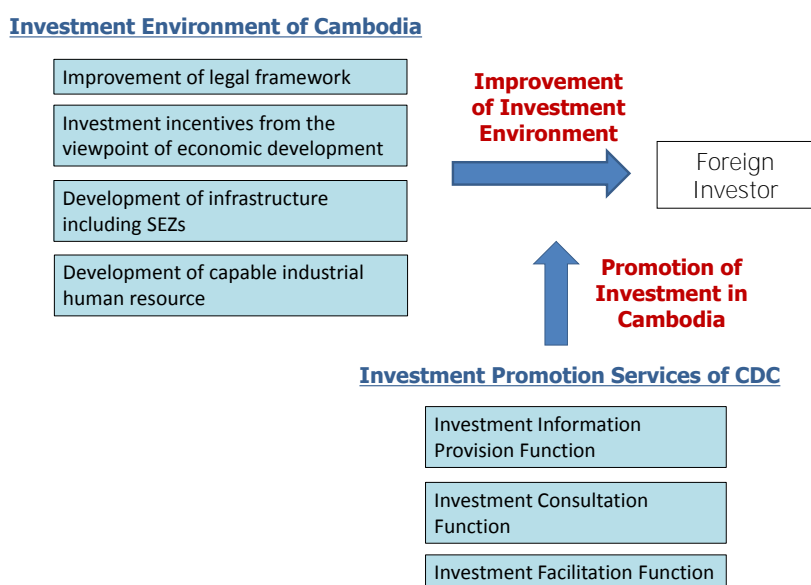 Investment Environment of Cambodia
Improvement of legal framework
Investment incentives from the
viewpoint of economic development
Development of infrastructure
including SEZs
Development of capable industrial
human resource
Improvement
of Investment
Environment
Foreign
Investor
Promotion of
Investment in
Cambodia
Investment Promotion Services of CDC
Investment Information
Provision Function
Investment Consultation
Function
Investment Facilitation Function